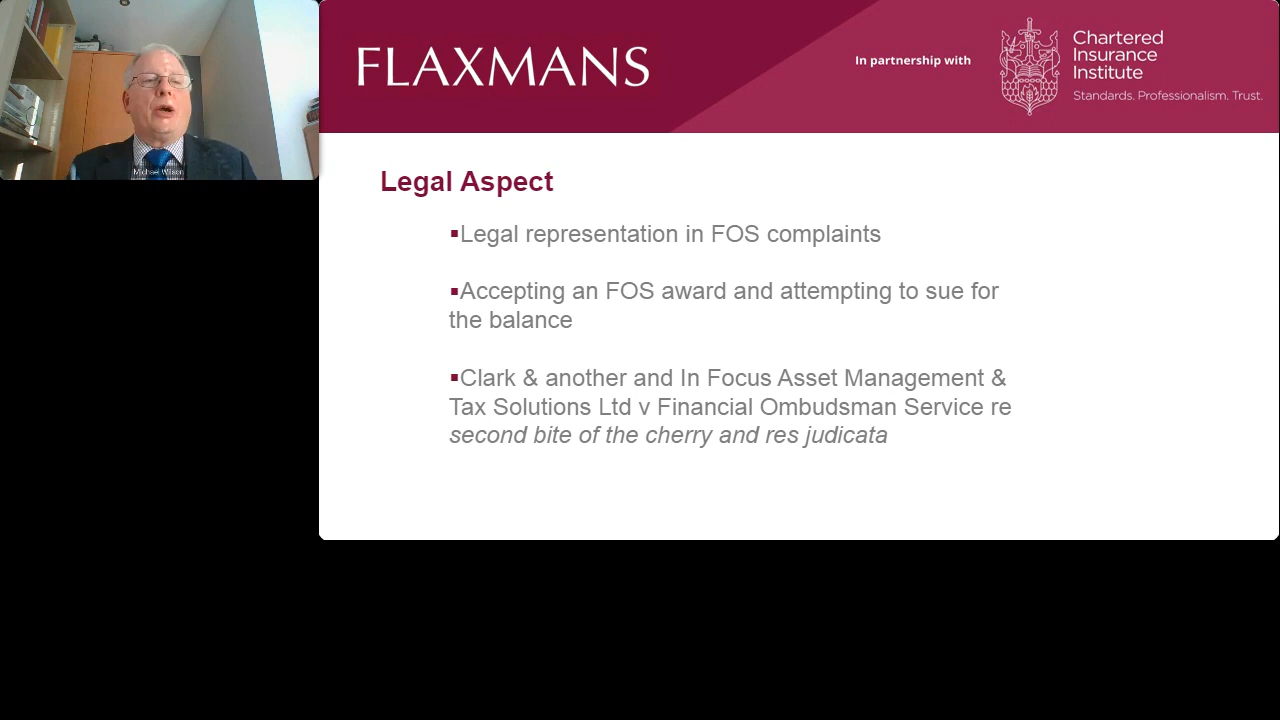 Michael Wilson
FLAXMANS
In partnership with
Chartered
Insurance
Institute
Standards. Professionalism. Trust.
Legal Aspect
▪Legal representation in FOS complaints
▪Accepting an FOS award and attempting to sue for
the balance
▪Clark & another and In Focus Asset Management &
Tax Solutions Ltd v Financial Ombudsman Service re
second bite of the cherry and res judicata